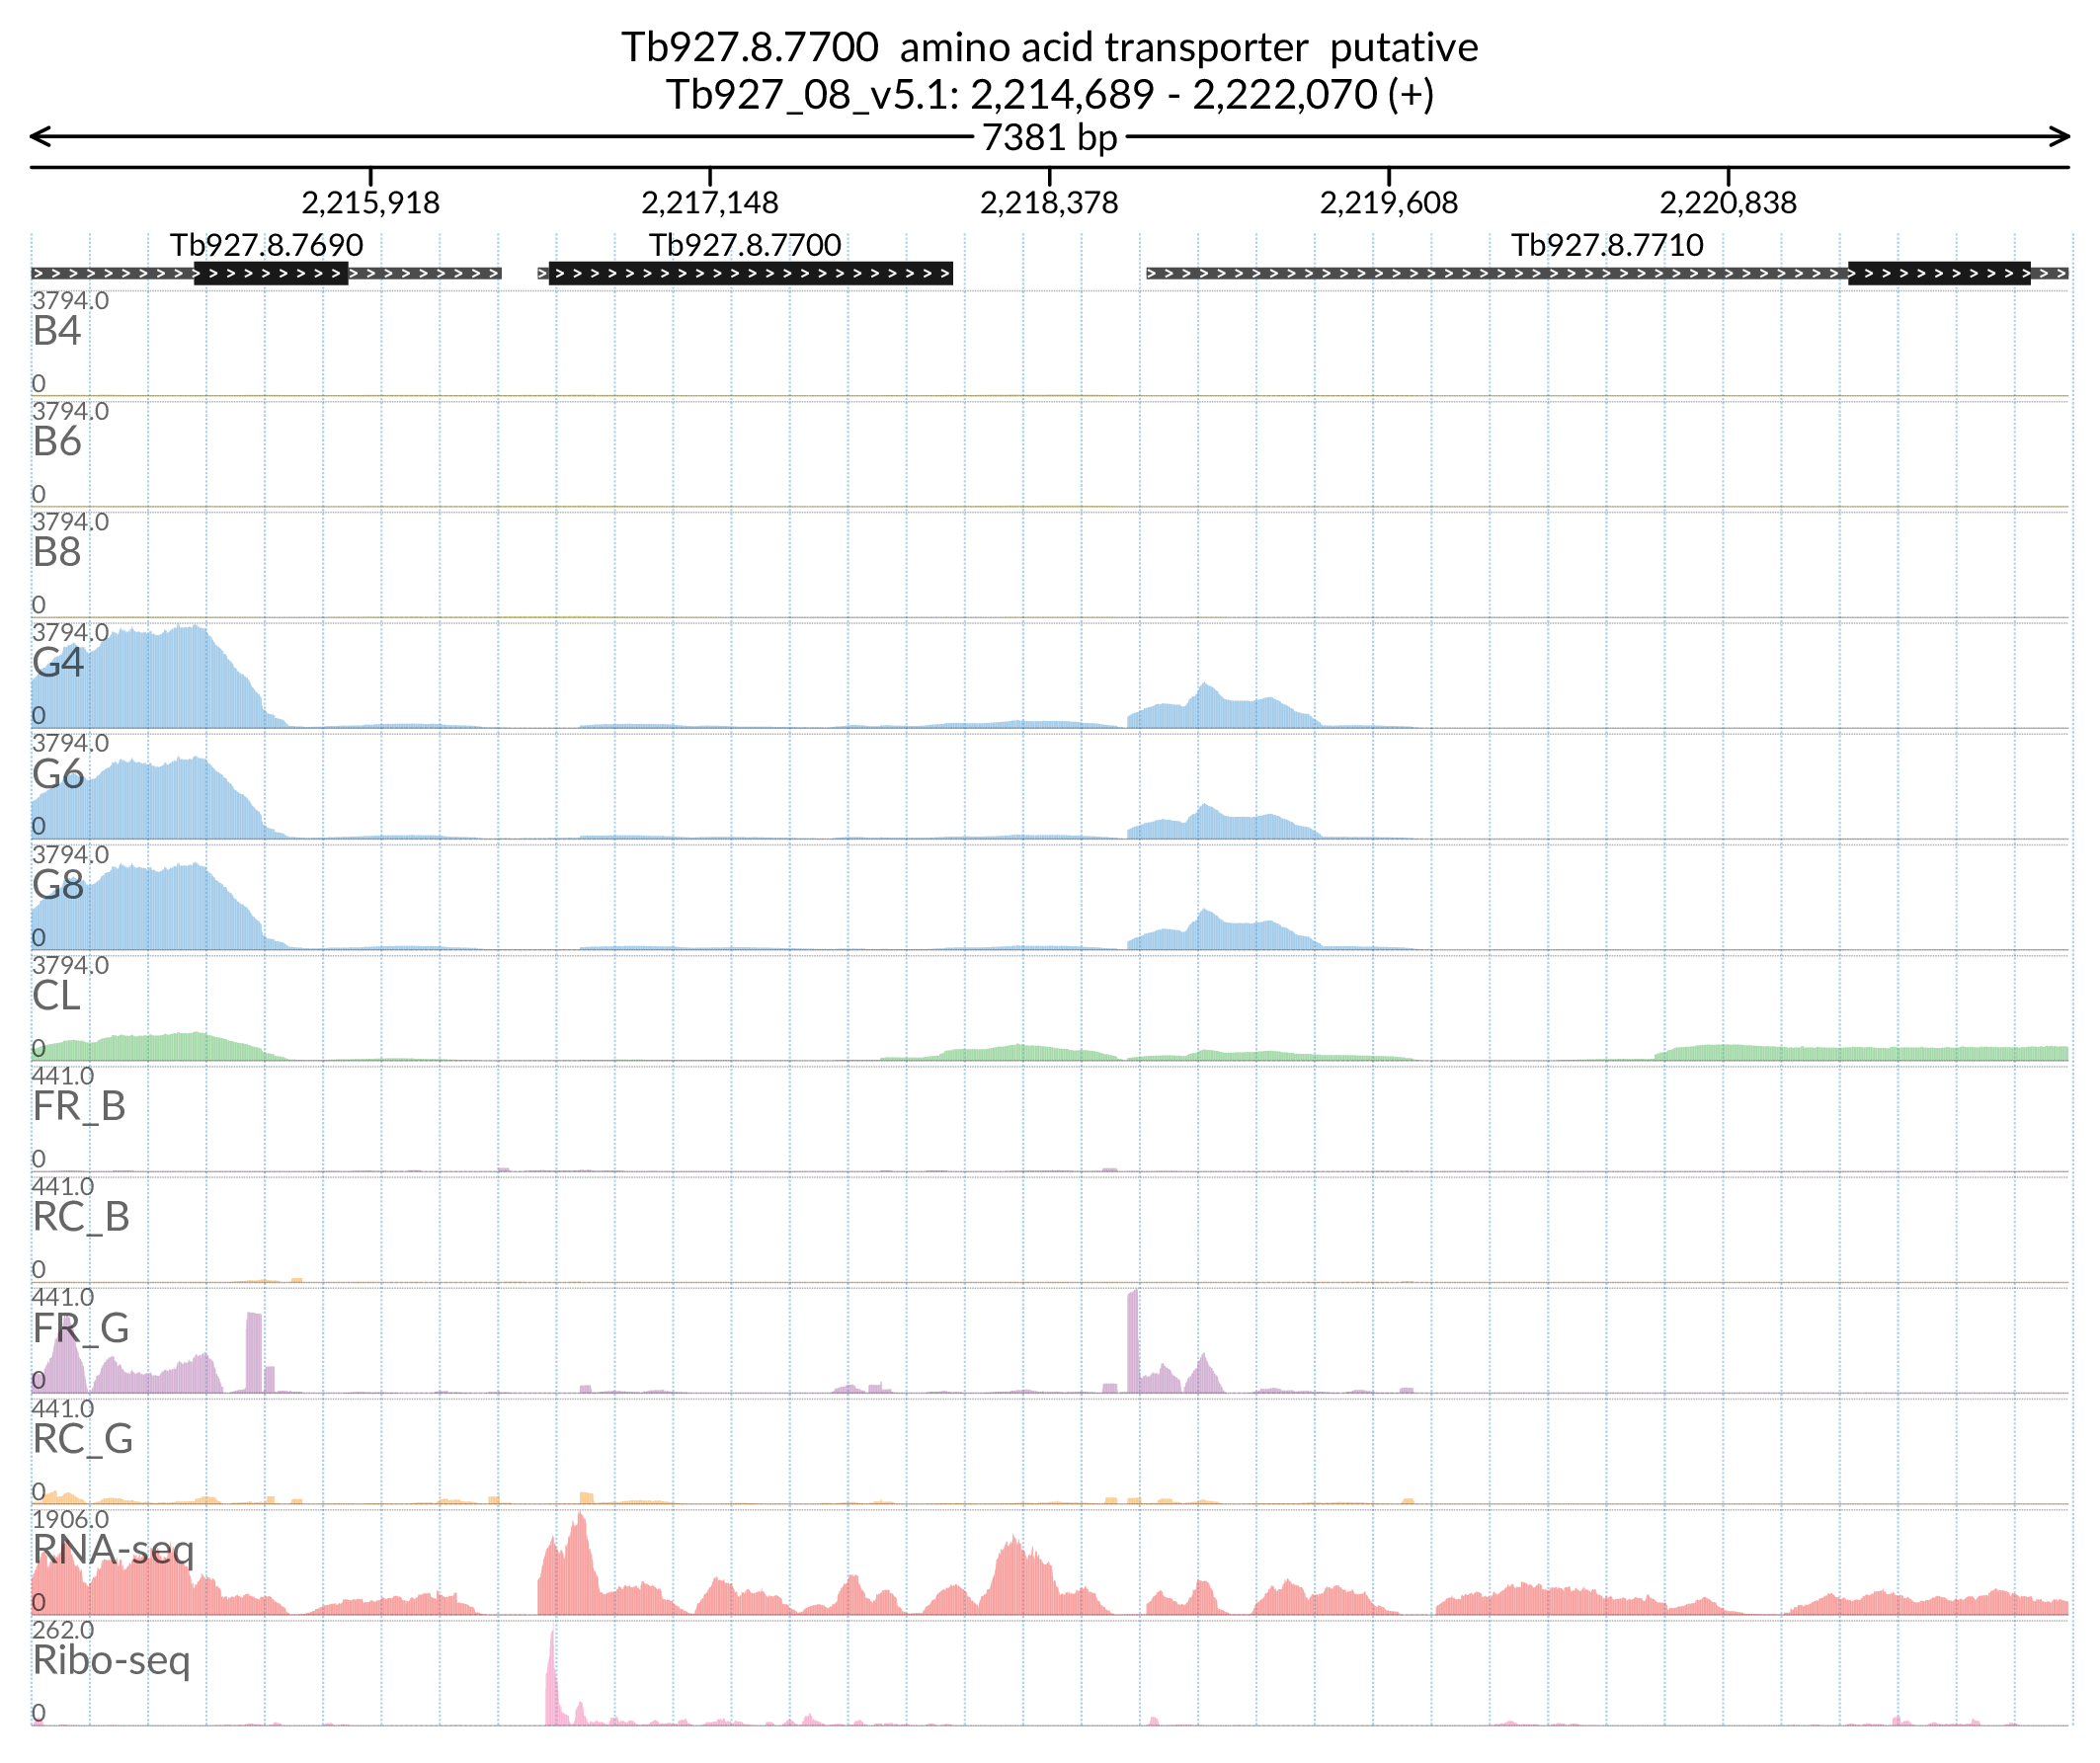 Tb927.8.7700 amino acid transporter putative
Tb927_08_v5.1: 2,214,689 - 2,222,070 (+)
7381 bp
2,215,918 2,217,148 2,218,378 2,219,608 2,220,838
Tb927.8.7690 Tb927.8.7700 Tb927.8.7710
3794.0
B4
0
3794.0
B6
0
3794.0
B8
0
3794.0
G4
0
3794.0
G6
0
3794.0
G8
0
3794.0
CL
0
441.0
FR_B
0
441.0
RC_B
0
441.0
FR_G
0
441.0
RC_G
0
1906.0
RNA-seq
0
262.0
Ribo-seq
0